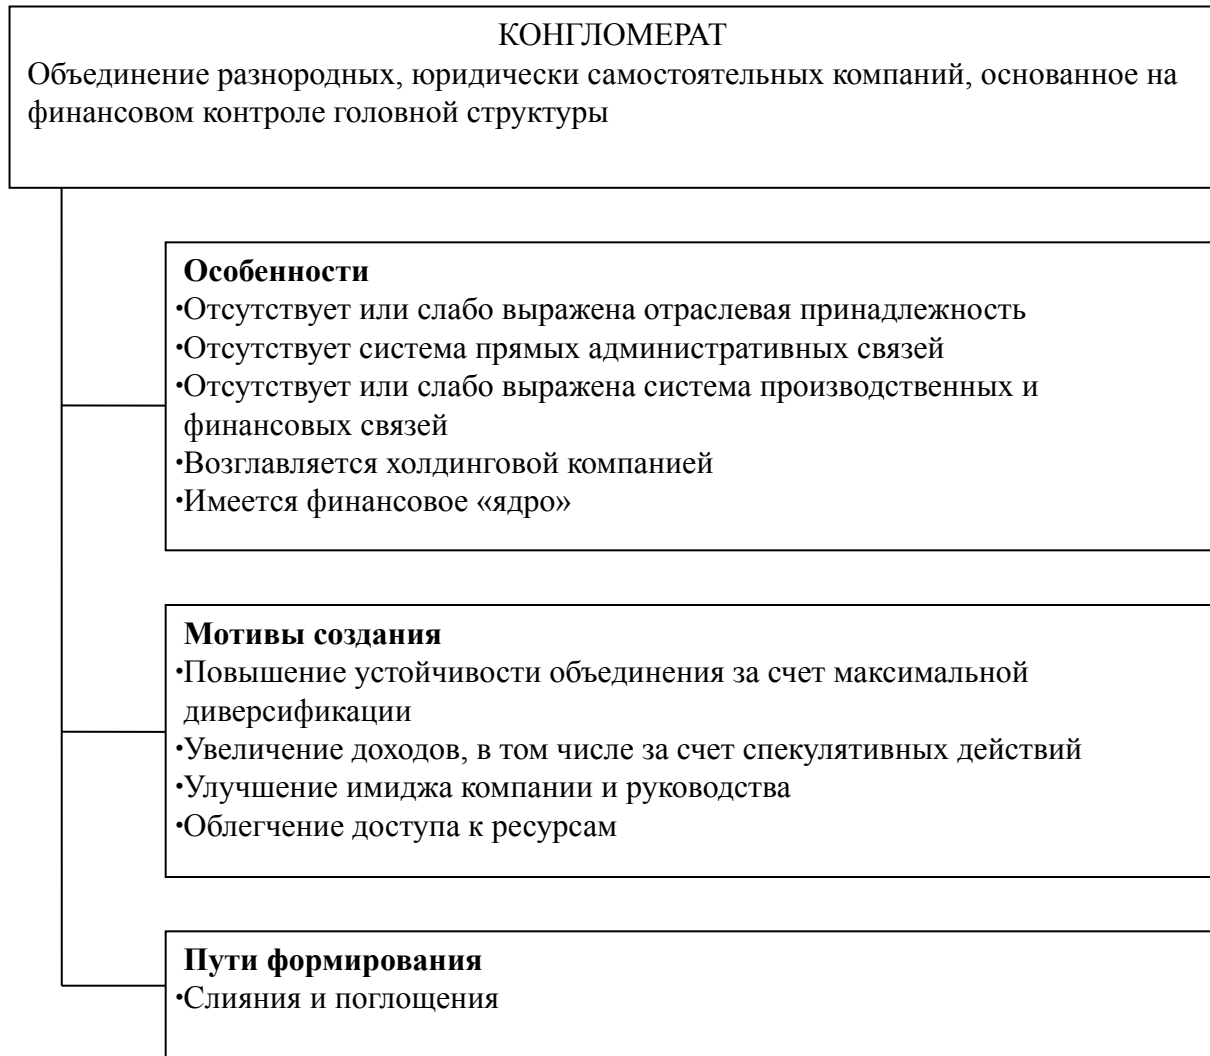 КОНГЛОМЕРАТ
Объединение разнородных, юридически самостоятельных компаний, основанное на
финансовом контроле головной структуры
Особенности
·Отсутствует или слабо выражена отраслевая принадлежность
·Отсутствует система прямых административных связей
·Отсутствует или слабо выражена система производственных и
финансовых связей
·Возглавляется холдинговой компанией
·Имеется финансовое «ядро»
Мотивы создания
·Повышение устойчивости объединения за счет максимальной
диверсификации
·Увеличение доходов, в том числе за счет спекулятивных действий
·Улучшение имиджа компании и руководства
·Облегчение доступа к ресурсам
Пути формирования
·Слияния и поглощения